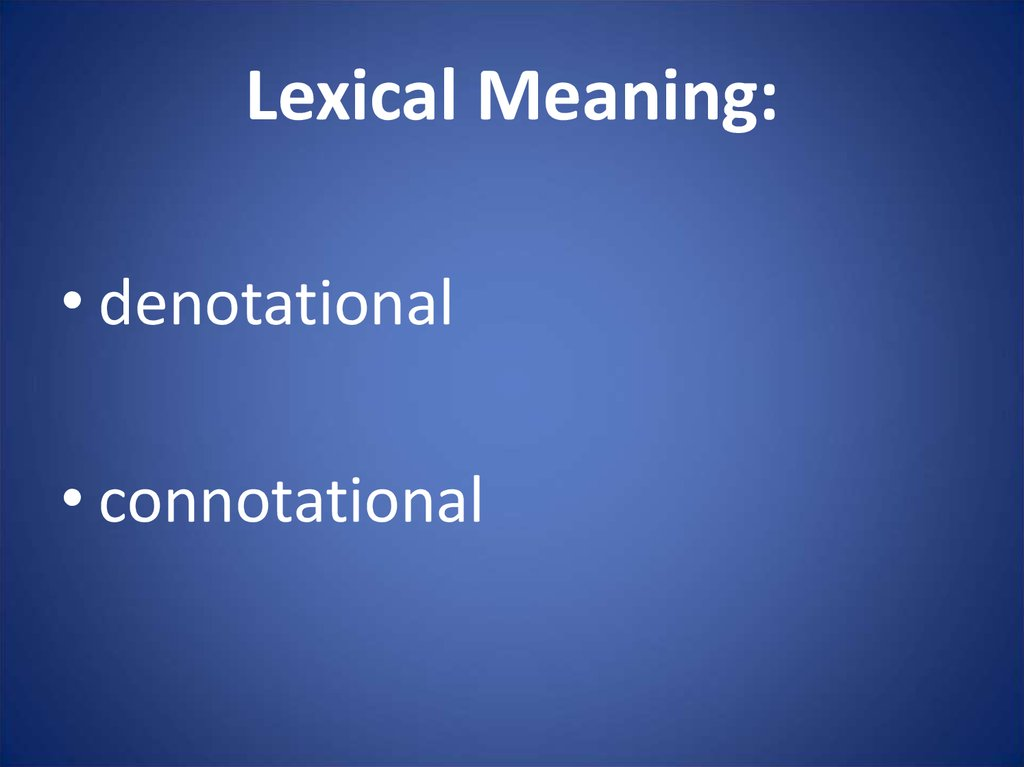 Lexical Meaning:
• denotational
• connotational